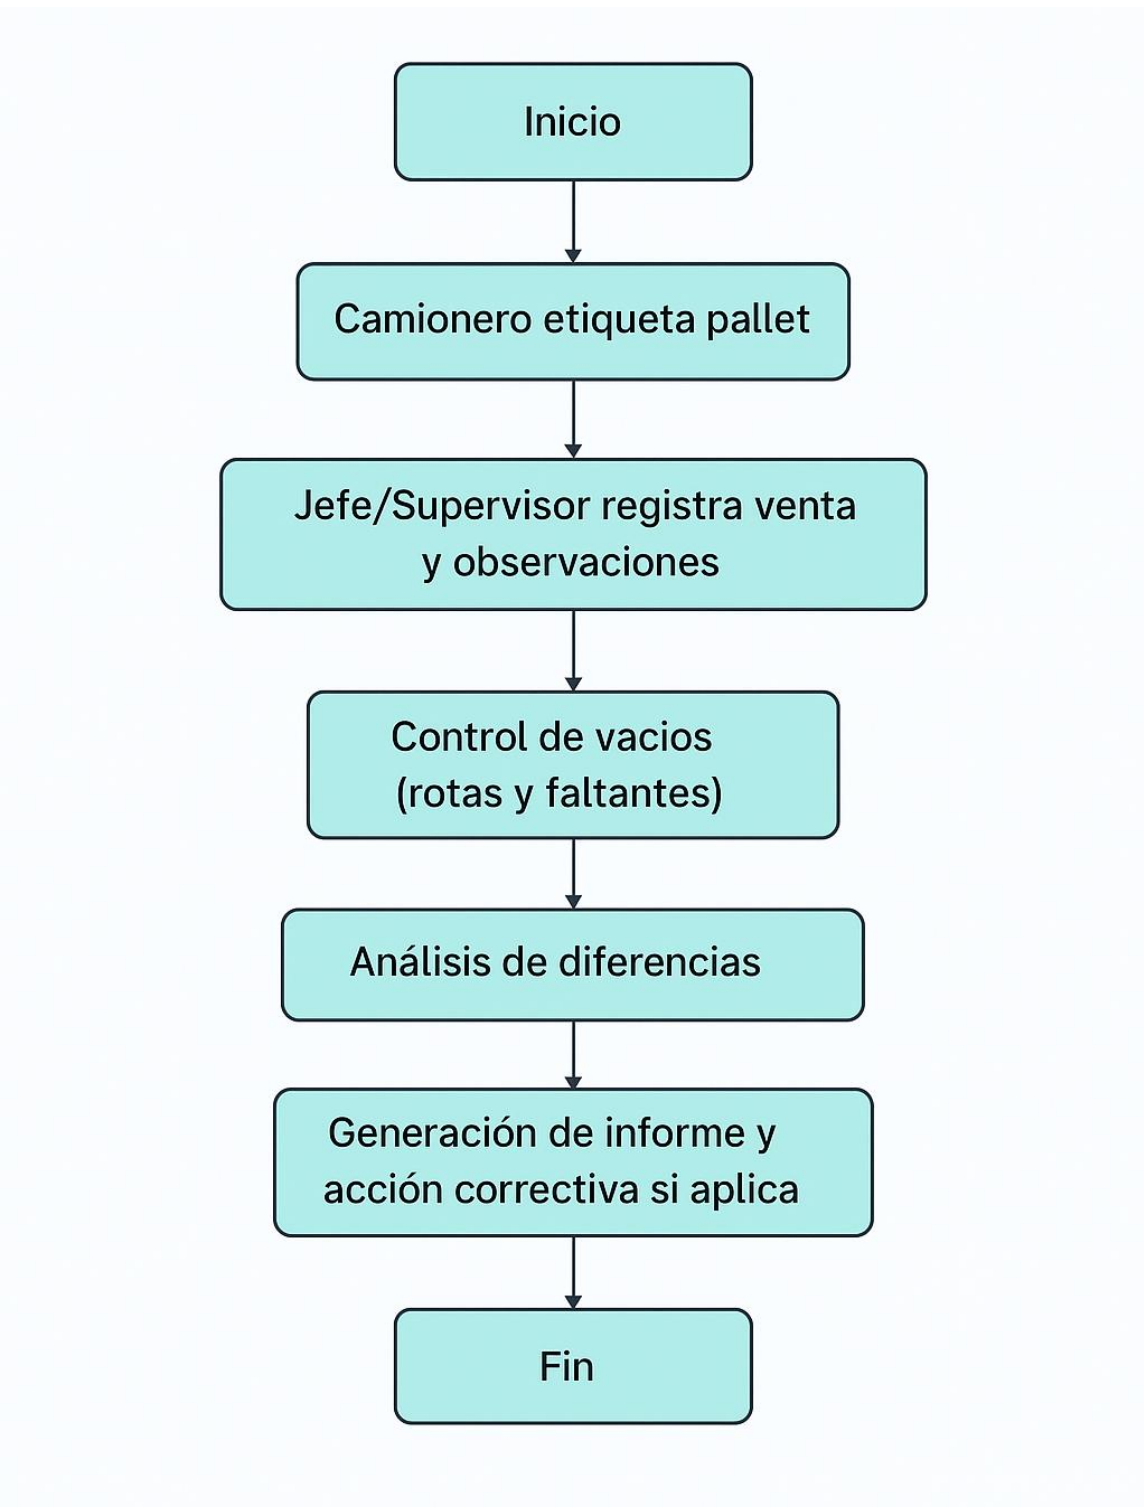 Inicio
Camionero etiqueta pallet
Jefe/Supervisor registra venta
y observaciones
Control de vacios
(rotas y faltantes)
Análisis de diferencias
Generación de informe y
acción correctiva si aplica
Fin